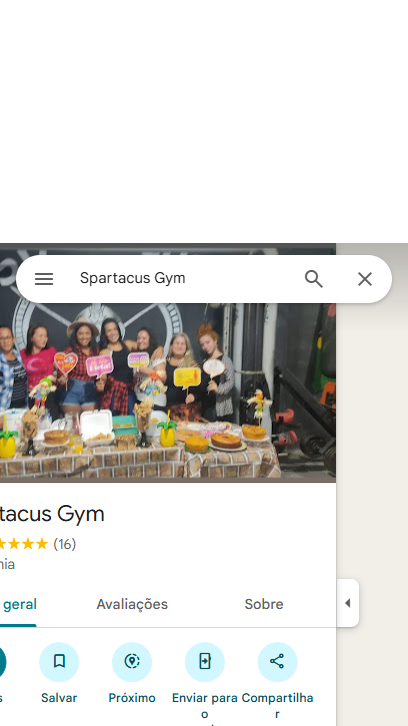 Spartacus Gym
tacus Gym
(16)
nia
geral
Avaliações
Sobre
s
Salvar
Próximo
Enviar para o
Compartilhar